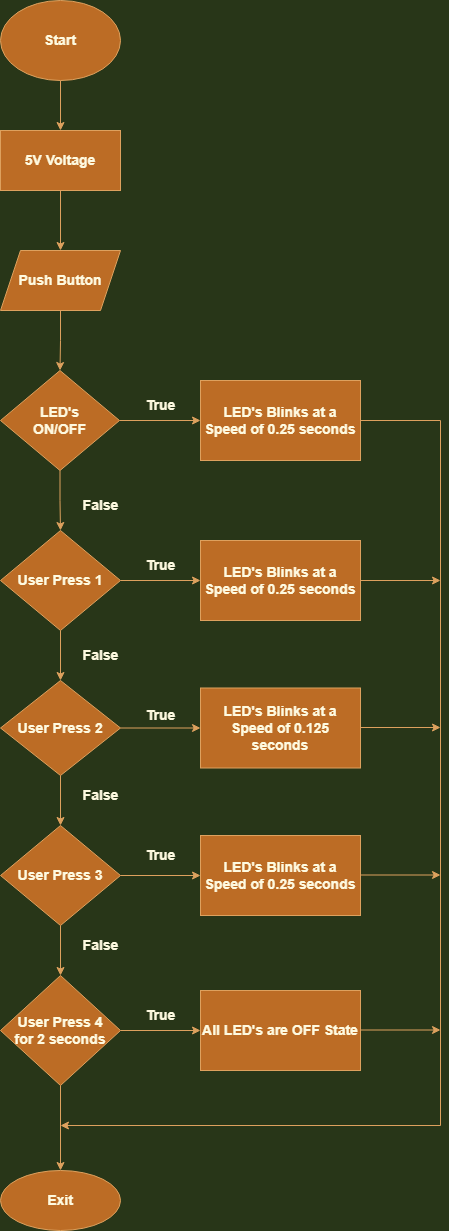 Start
5V Voltage
Push Button
LED's
ON/OFF
True
LED's Blinks at a
Speed of 0.25 seconds
False
User Press 1
True
LED's Blinks at a
Speed of 0.25 seconds
False
User Press 2
True
LED's Blinks at a
Speed of 0.125
seconds
False
User Press 3
True
LED's Blinks at a
Speed of 0.25 seconds
False
User Press 4
for 2 seconds
True
All LED's are OFF State
Exit